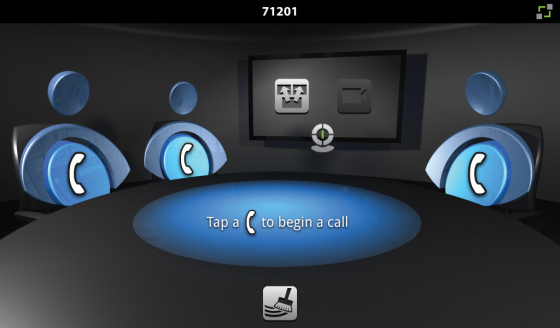 71201
Tap a to begin a call